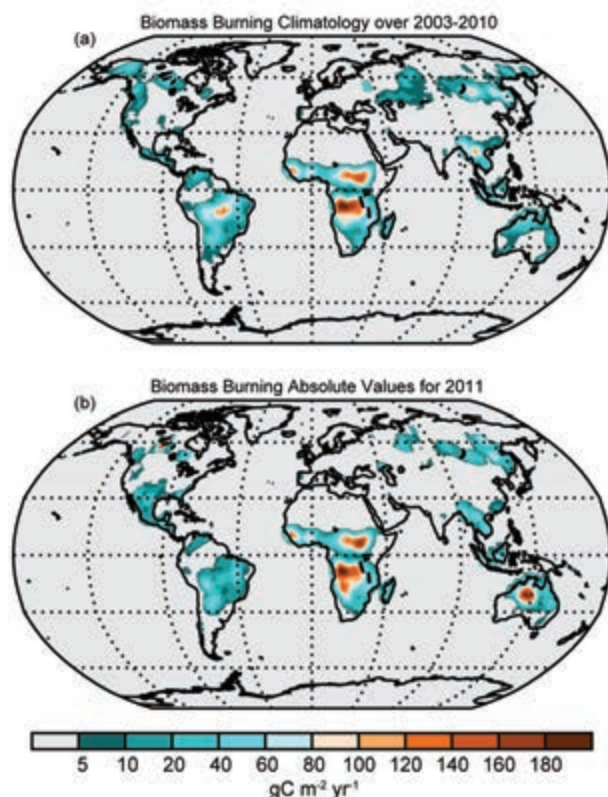 Biomass Burning Climatology over 2003-2010
(a)
Biomass Burning Absolute Values for 2011
(b)
5 10 20 40 60 80 100 120 140 160 180
gC m⁻² yr⁻¹